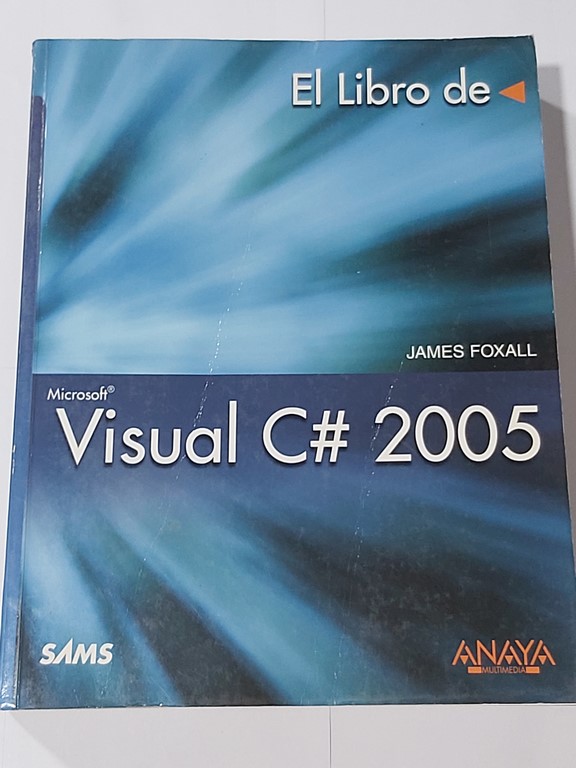 El Libro de
JAMES FOXALL
Microsoft®
Visual C# 2005
SAMS
ANAYA
MULTIMEDIA